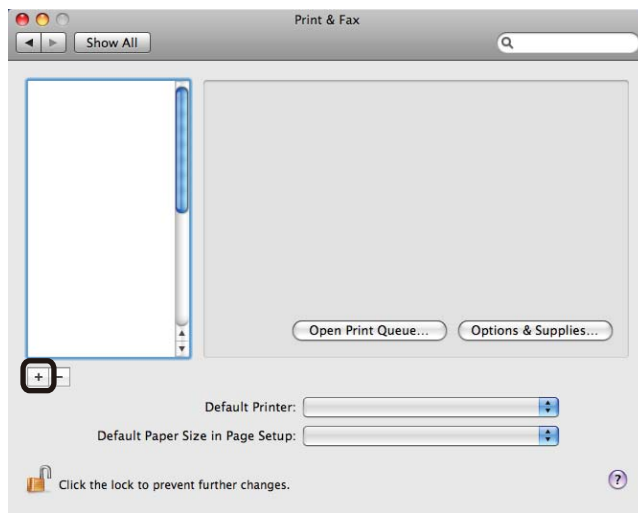 Print & Fax
Show All
Open Print Queue... Options & Supplies...
+ −
Default Printer:
Default Paper Size in Page Setup:
Click the lock to prevent further changes. ?